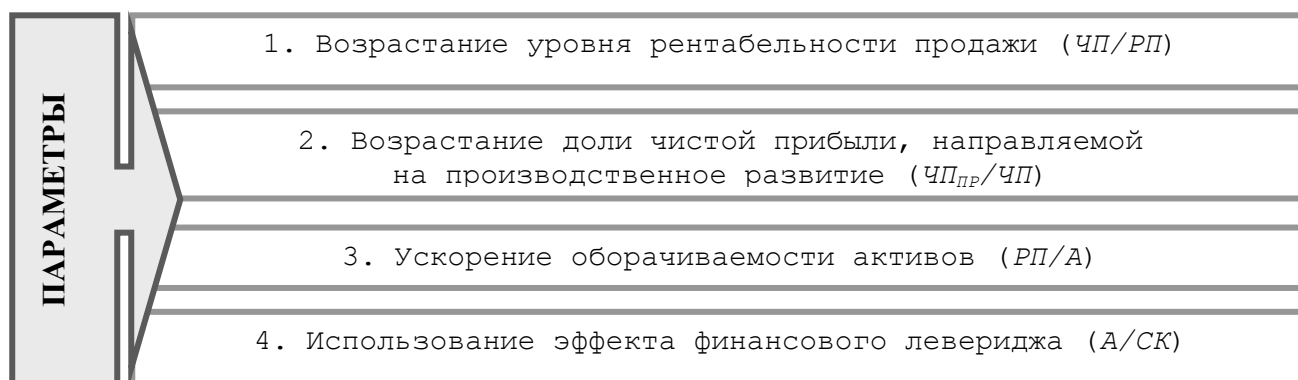 ПАРАМЕТРЫ
1. Возрастание уровня рентабельности продажи (ЧП/РП)
2. Возрастание доли чистой прибыли, направляемой
на производственное развитие (ЧП_ПР/ЧП)
3. Ускорение оборачиваемости активов (РП/А)
4. Использование эффекта финансового левериджа (А/СК)